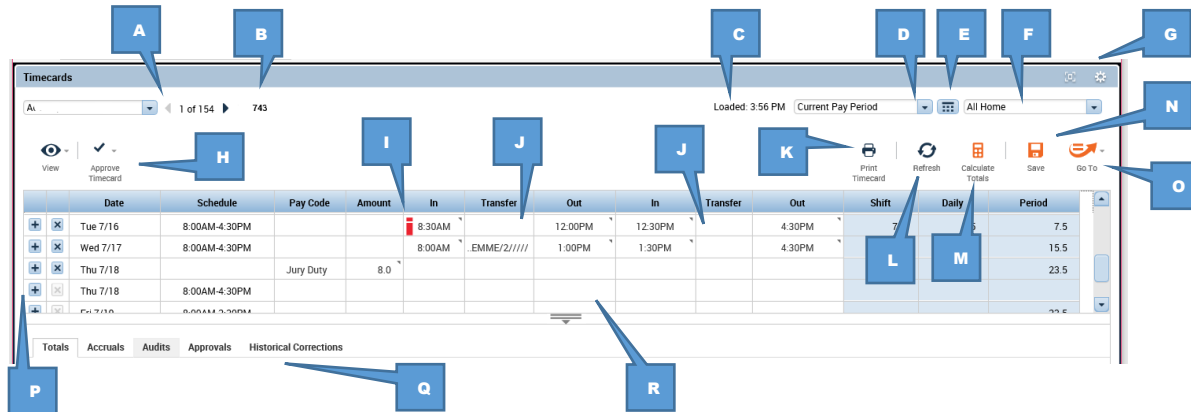 A
B
C
D
E
F
G
Timecards
1 of 154
743
Loaded: 3:56 PM
Current Pay Period
All Home
N
H
I
J
J
K
View
Approve Timecard
Print Timecard
Refresh
Calculate Totals
Save
Go To
O
Date Schedule Pay Code Amount In Transfer Out In Transfer Out Shift Daily Period
Tue 7/16 8:00AM-4:30PM 8:30AM 12:00PM 12:30PM 4:30PM 7.5
Wed 7/17 8:00AM-4:30PM 8:00AM ..EMME/2///// 1:00PM 1:30PM 4:30PM 15.5
L
M
Thu 7/18 Jury Duty 8.0 23.5
Thu 7/18 8:00AM-4:30PM
Totals Accruals Audits Approvals Historical Corrections
P
Q
R